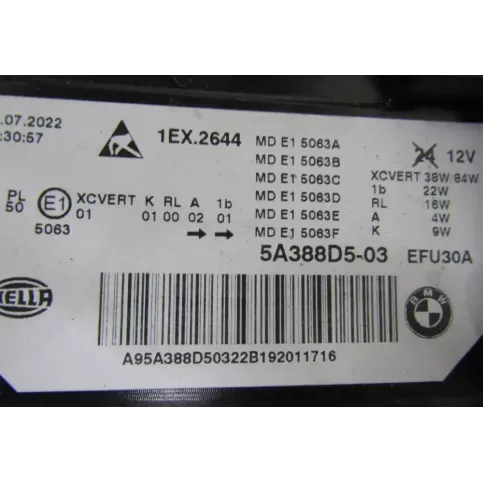 .07.2022
:30:57
1EX.2644
MD E1 5063A
MD E1 5063B
MD E1 5063C
MD E1 5063D
MD E1 5063E
MD E1 5063F
24 12V
XCVERT 38W/84W
1b 22W
RL 16W
A 4W
K 9W
PL
50
E1
5063
XCVERT K RL A 1b
01 01 00 02 01
5A388D5-03 EFU30A
HELLA
BMW
A95A388D50322B192011716